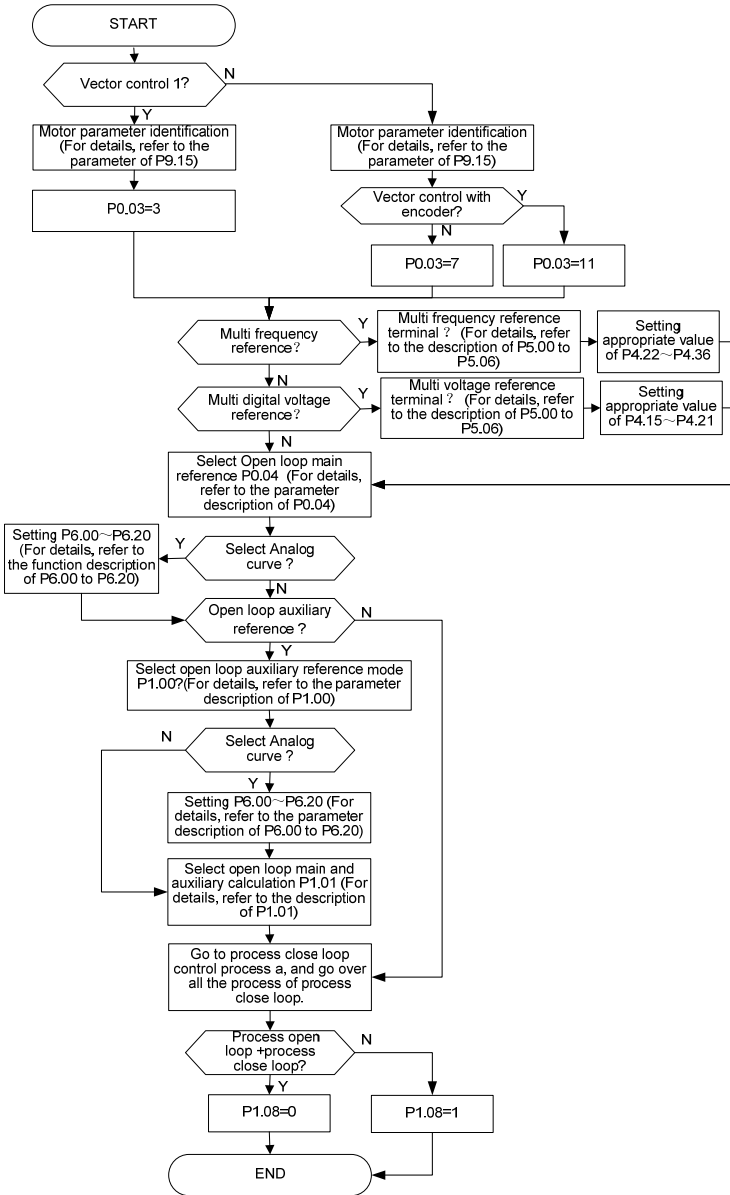 START
Vector control 1?
N
Y
Motor parameter identification
(For details, refer to the
parameter of P9.15)
Motor parameter identification
(For details, refer to the
parameter of P9.15)
P0.03=3
Vector control with
encoder?
Y
N
P0.03=7
P0.03=11
Multi frequency
reference?
Y
Multi frequency reference
terminal? (For details, refer
to the description of P5.00 to
P5.06)
Setting
appropriate value
of P4.22～P4.36
N
Multi digital voltage
reference?
Y
Multi voltage reference
terminal? (For details, refer
to the description of P5.00 to
P5.06)
Setting
appropriate value
of P4.15～P4.21
N
Select Open loop main
reference P0.04 (For details,
refer to the parameter
description of P0.04)
Setting P6.00～P6.20
(For details, refer to
the function description
of P6.00 to P6.20)
Y
Select Analog
curve?
N
Open loop auxiliary
reference?
N
Y
Select open loop auxiliary reference mode
P1.00?(For details, refer to the parameter
description of P1.00)
N
Select Analog
curve?
Y
Setting P6.00～P6.20 (For
details, refer to the parameter
description of P6.00 to P6.20)
Select open loop main and
auxiliary calculation P1.01 (For
details, refer to the description
of P1.01)
Go to process close loop
control process a, and go over
all the process of process
close loop.
Process open
loop +process
close loop?
N
Y
P1.08=0
P1.08=1
END